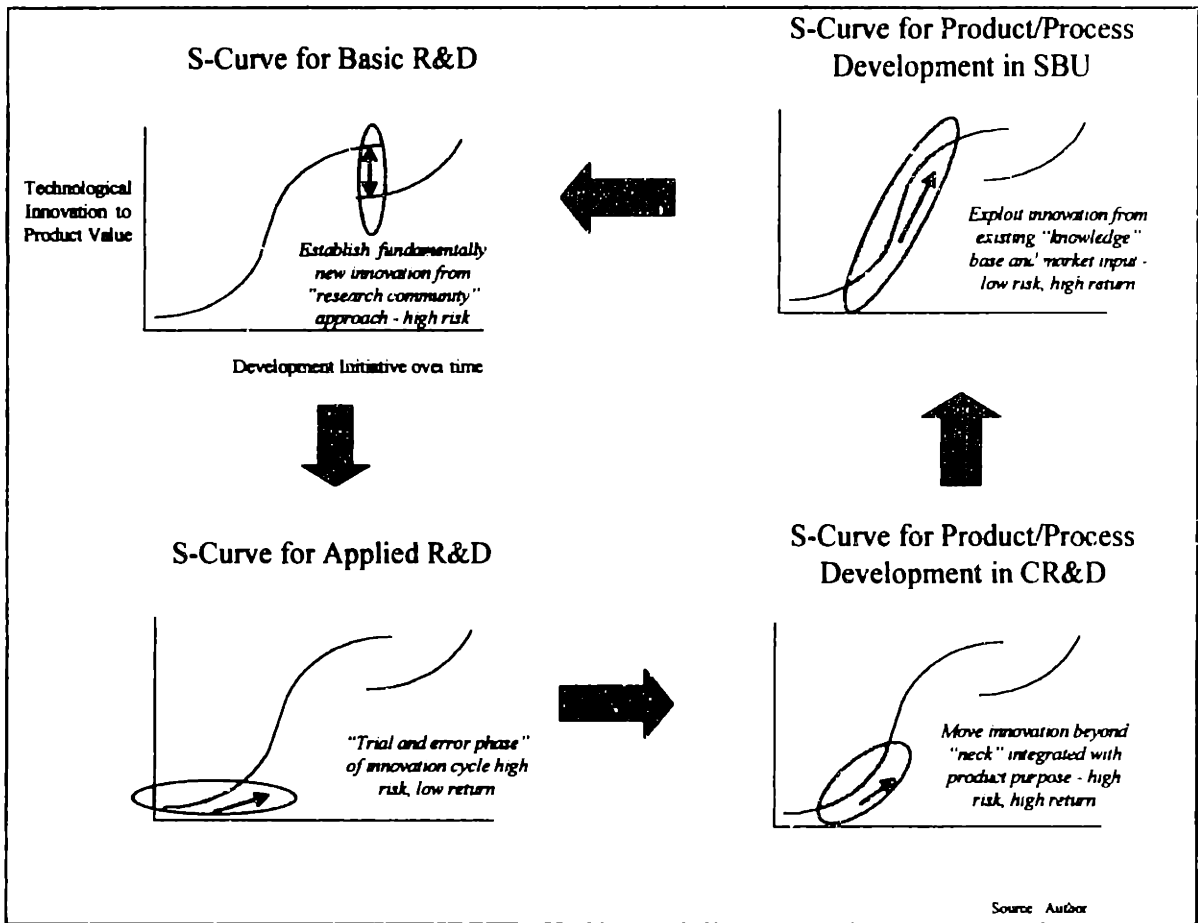 S-Curve for Basic R&D
Technological
Innovation to
Product Value
Establish fundamentally
new innovation from
"research community"
approach - high risk
Development Initiative over time
S-Curve for Product/Process
Development in SBU
Exploit innovation from
existing "knowledge"
base and market input -
low risk, high return
S-Curve for Applied R&D
"Trial and error phase"
of innovation cycle high
risk, low return
S-Curve for Product/Process
Development in CR&D
Move innovation beyond
"neck" integrated with
product purpose - high
risk, high return
Source Author